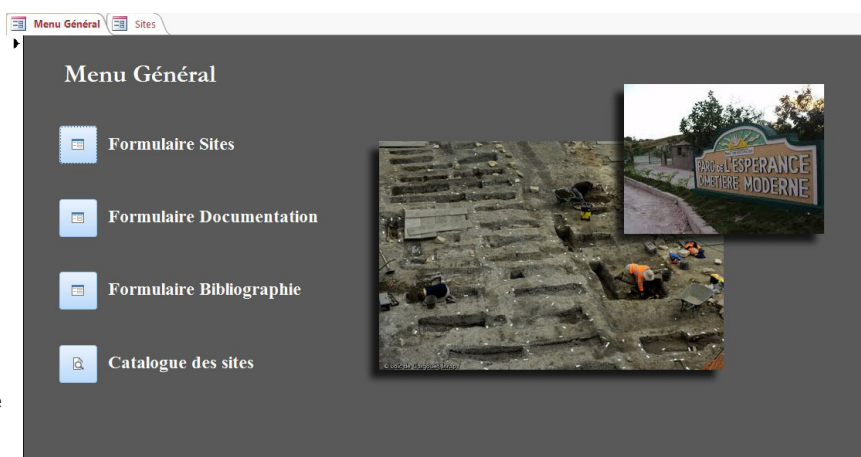 Menu Général
Sites
Menu Général
Formulaire Sites
Formulaire Documentation
Formulaire Bibliographie
Catalogue des sites
PARC DE L'ESPERANCE
CIMETIERE MODERNE
e